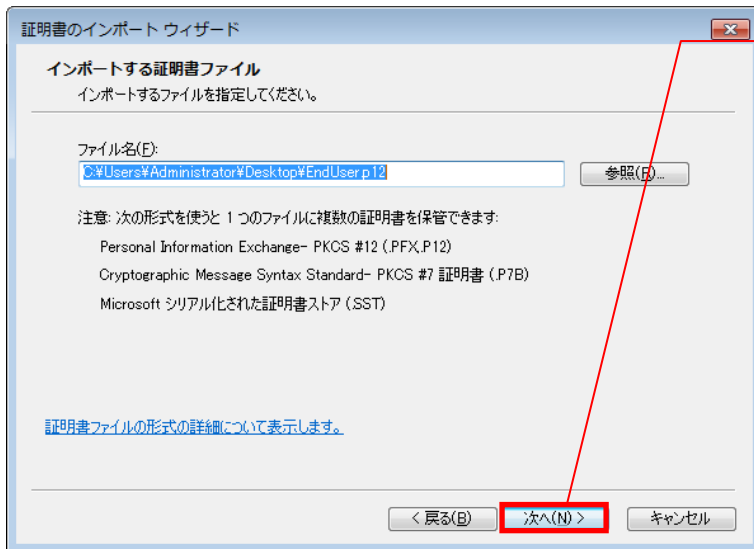 証明書のインポート ウィザード
インポートする証明書ファイル
インポートするファイルを指定してください。
ファイル名(F):
C:¥Users¥Administrator¥Desktop¥EndUser.p12
参照(R)...
注意: 次の形式を使うと 1 つのファイルに複数の証明書を保管できます:
Personal Information Exchange- PKCS #12 (.PFX,.P12)
Cryptographic Message Syntax Standard- PKCS #7 証明書 (.P7B)
Microsoft シリアル化された証明書ストア (.SST)
証明書ファイルの形式の詳細について表示します。
< 戻る(B) 次へ(N) > キャンセル